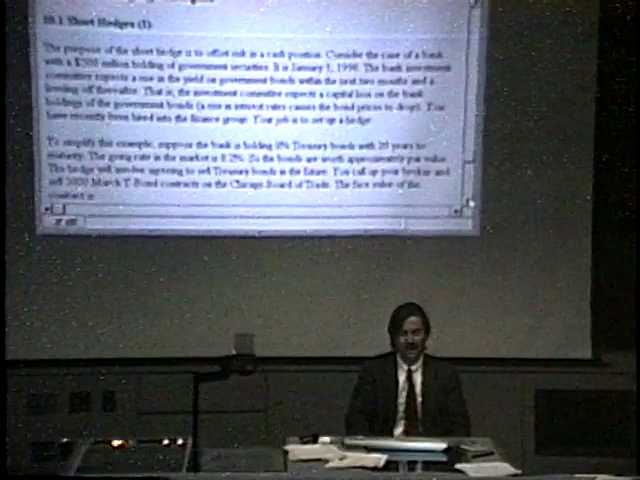 10.1 Short Hedges (1)
The purpose of the short hedge is to offset risk in a cash position. Consider the case of a bank
with a $500 million holding of government securities. It is January 1, 1996. The bank investment
committee expects a rise in the yield on government bonds within the next two months and a
leveling off thereafter. That is, the investment committee expects a capital loss on the bank
holdings of the government bonds (a rise in interest rates causes the bond prices to drop). You
have recently been hired into the finance group. Your job is to set up a hedge.
To simplify this example, suppose the bank is holding 8% Treasury bonds with 20 years to
maturity. The going rate in the market is 8.2%. So the bonds are worth approximately par value.
The hedge will involve agreeing to sell Treasury bonds in the future. You call up your broker and
sell 5000 March T-Bond contracts on the Chicago Board of Trade. The face value of the
contract is